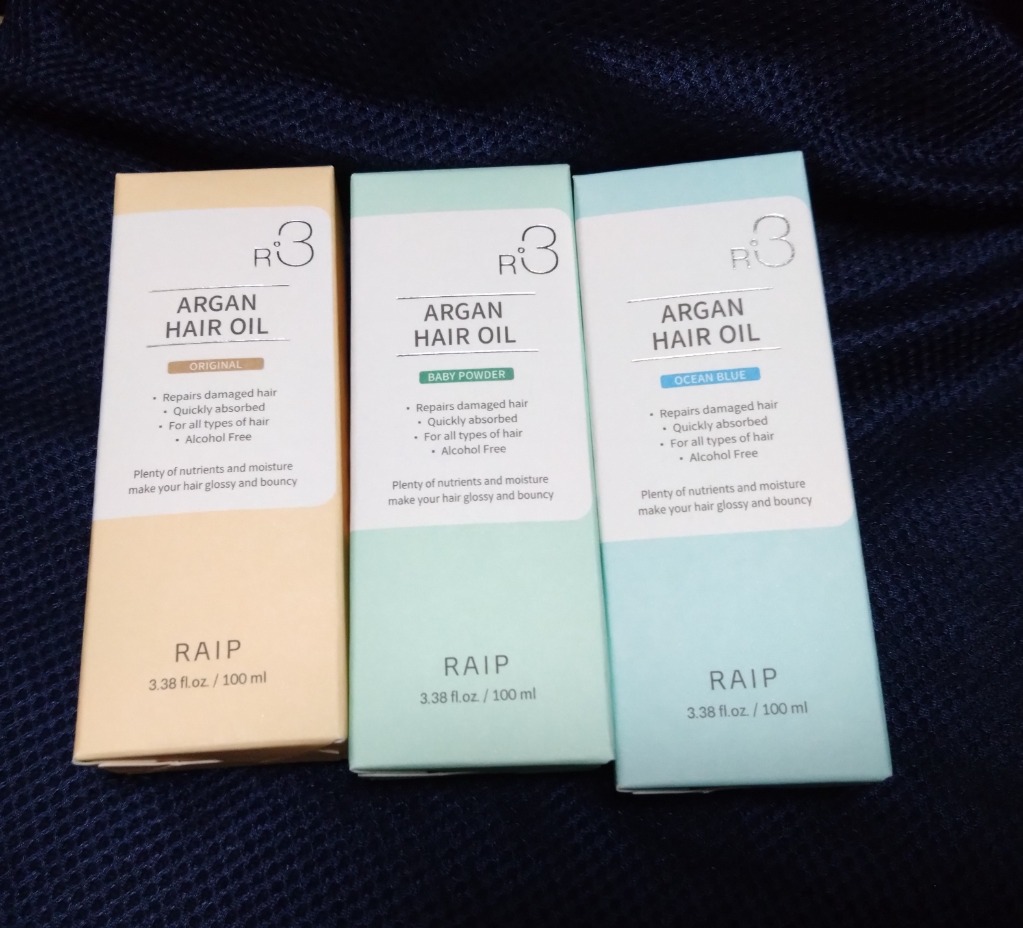 R3
ARGAN
HAIR OIL
ORIGINAL
• Repairs damaged hair
• Quickly absorbed
• For all types of hair
• Alcohol Free
Plenty of nutrients and moisture
make your hair glossy and bouncy
RAIP
3.38 fl.oz. / 100 ml
R3
ARGAN
HAIR OIL
BABY POWDER
• Repairs damaged hair
• Quickly absorbed
• For all types of hair
• Alcohol Free
Plenty of nutrients and moisture
make your hair glossy and bouncy
RAIP
3.38 fl.oz. / 100 ml
R3
ARGAN
HAIR OIL
OCEAN BLUE
• Repairs damaged hair
• Quickly absorbed
• For all types of hair
• Alcohol Free
Plenty of nutrients and moisture
make your hair glossy and bouncy
RAIP
3.38 fl.oz. / 100 ml